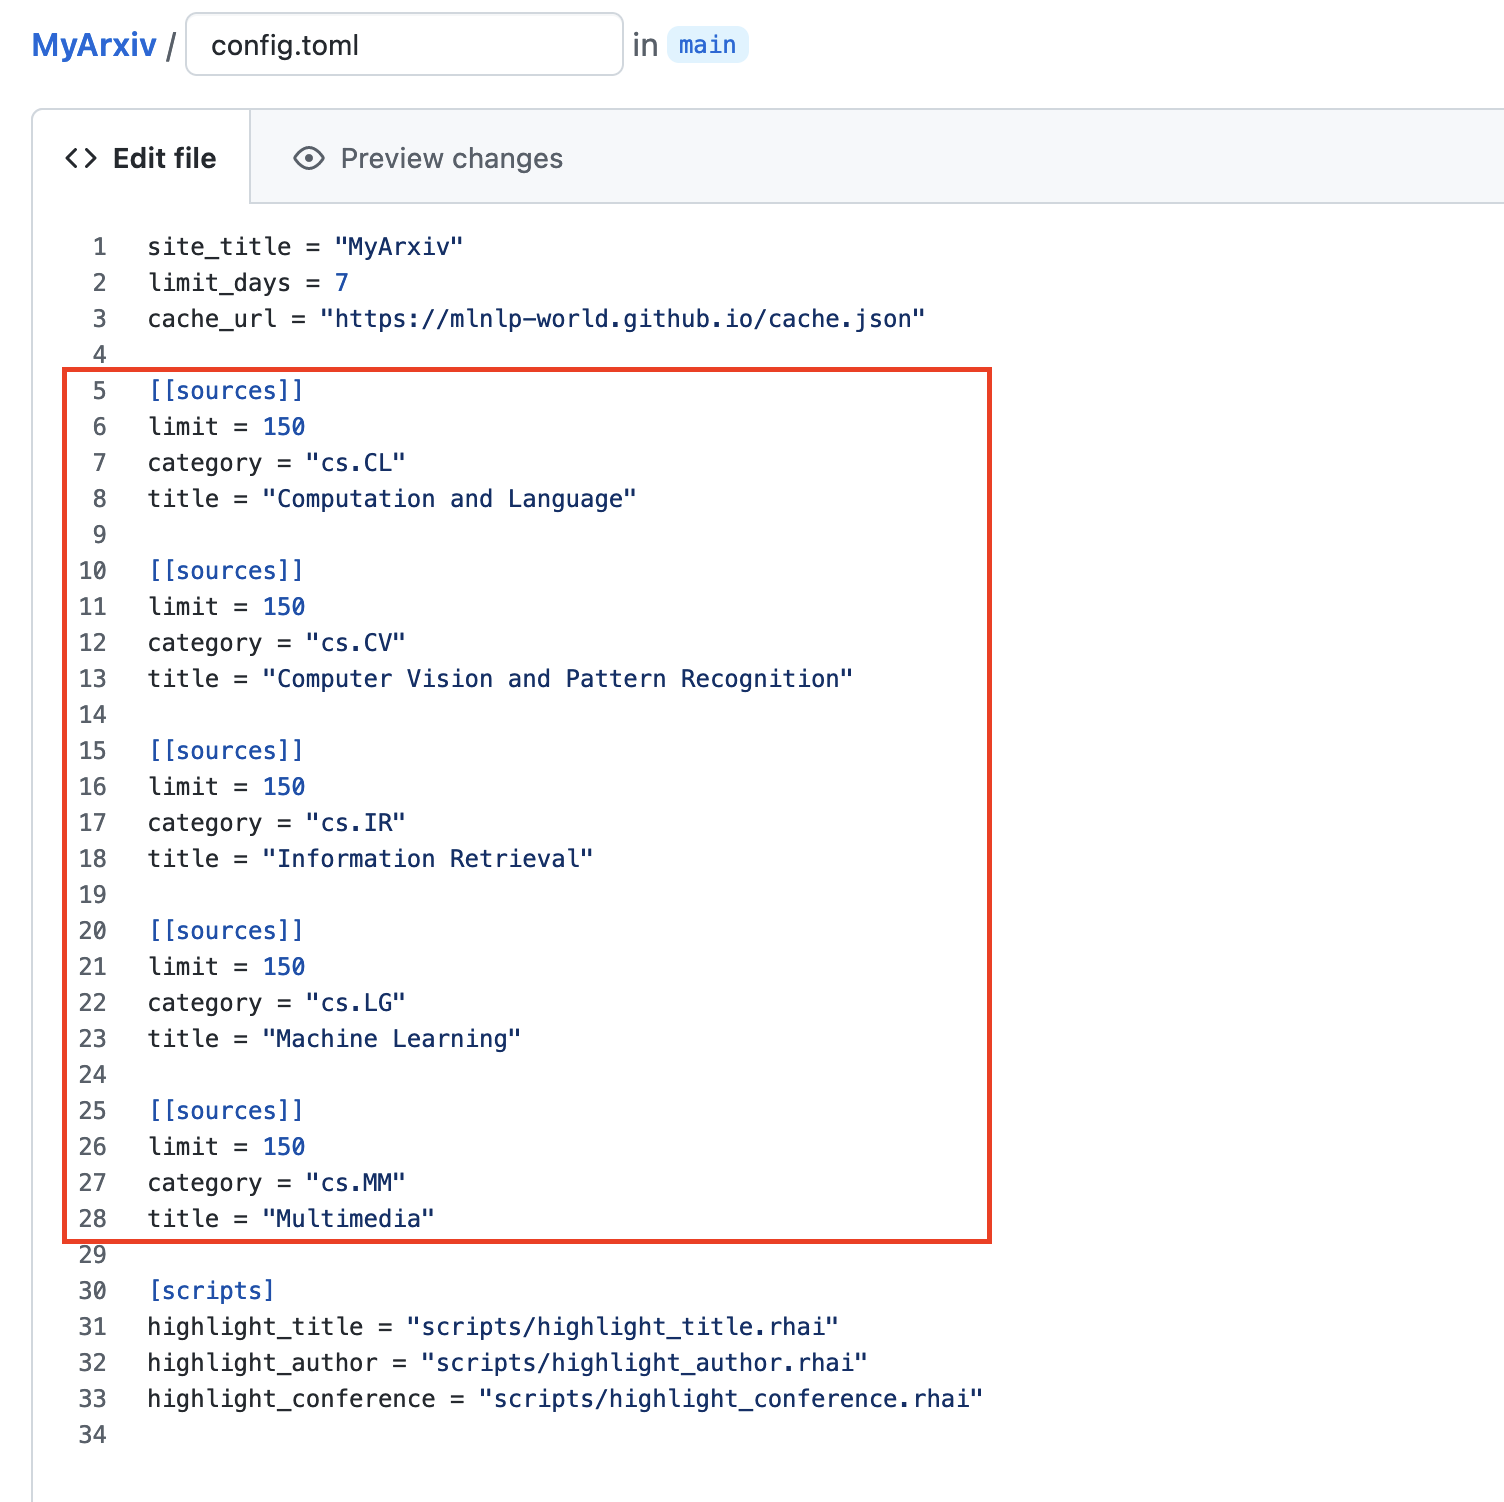 MyArxiv / config.toml in main
<> Edit file Preview changes
1 site_title = "MyArxiv"
2 limit_days = 7
3 cache_url = "https://mlnlp-world.github.io/cache.json"
4
5 [[sources]]
6 limit = 150
7 category = "cs.CL"
8 title = "Computation and Language"
9
10 [[sources]]
11 limit = 150
12 category = "cs.CV"
13 title = "Computer Vision and Pattern Recognition"
14
15 [[sources]]
16 limit = 150
17 category = "cs.IR"
18 title = "Information Retrieval"
19
20 [[sources]]
21 limit = 150
22 category = "cs.LG"
23 title = "Machine Learning"
24
25 [[sources]]
26 limit = 150
27 category = "cs.MM"
28 title = "Multimedia"
29
30 [scripts]
31 highlight_title = "scripts/highlight_title.rhai"
32 highlight_author = "scripts/highlight_author.rhai"
33 highlight_conference = "scripts/highlight_conference.rhai"
34